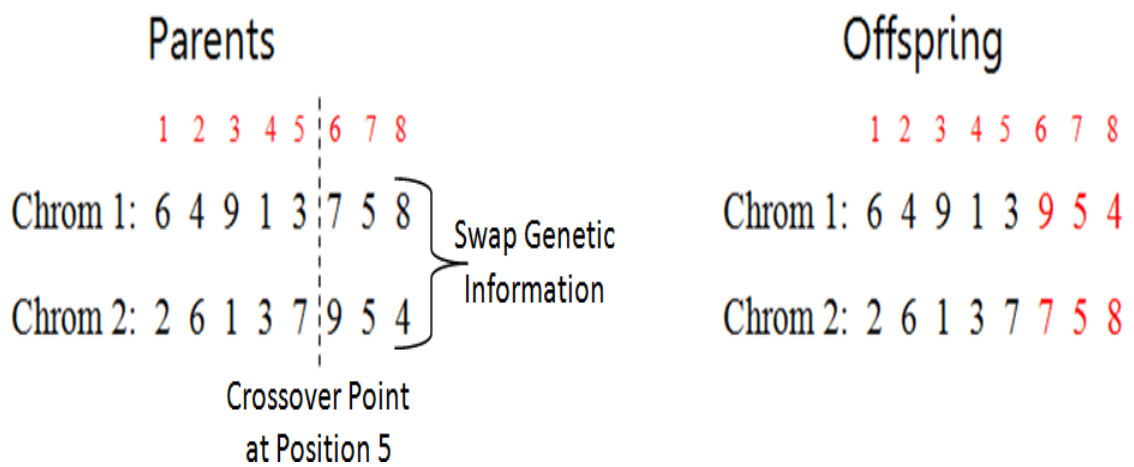 Parents
1 2 3 4 5 6 7 8
Chrom 1: 6 4 9 1 3 7 5 8
Chrom 2: 2 6 1 3 7 9 5 4
Swap Genetic
Information
Crossover Point
at Position 5
Offspring
1 2 3 4 5 6 7 8
Chrom 1: 6 4 9 1 3 9 5 4
Chrom 2: 2 6 1 3 7 7 5 8